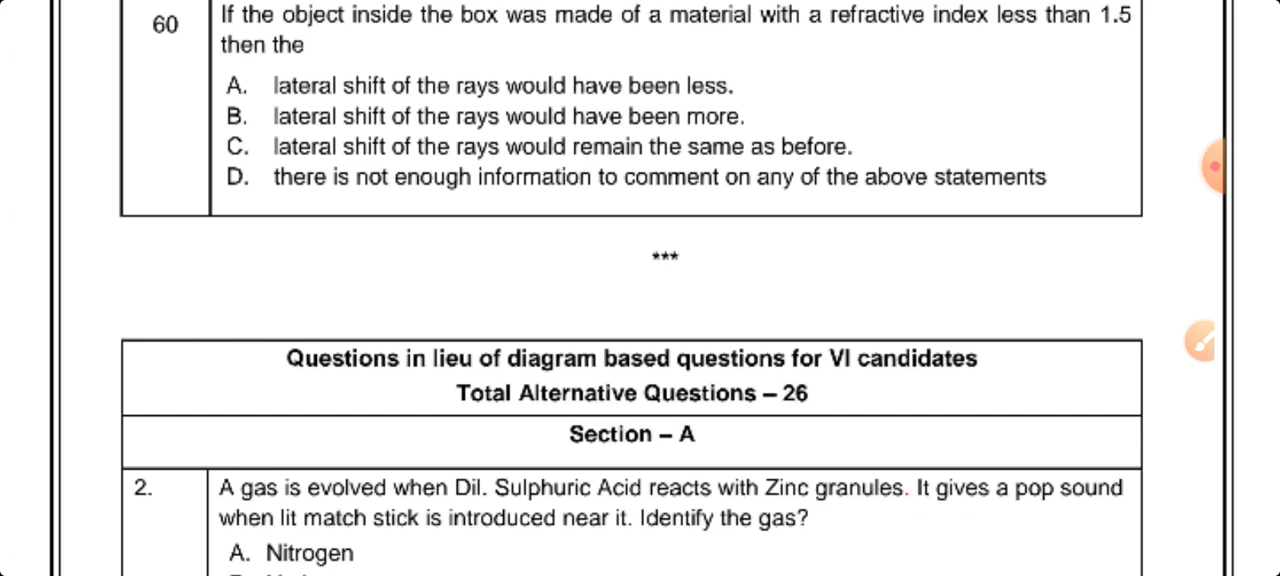 60
If the object inside the box was made of a material with a refractive index less than 1.5
then the
A. lateral shift of the rays would have been less.
B. lateral shift of the rays would have been more.
C. lateral shift of the rays would remain the same as before.
D. there is not enough information to comment on any of the above statements
***
Questions in lieu of diagram based questions for VI candidates
Total Alternative Questions – 26
Section – A
2.
A gas is evolved when Dil. Sulphuric Acid reacts with Zinc granules. It gives a pop sound
when lit match stick is introduced near it. Identify the gas?
A. Nitrogen